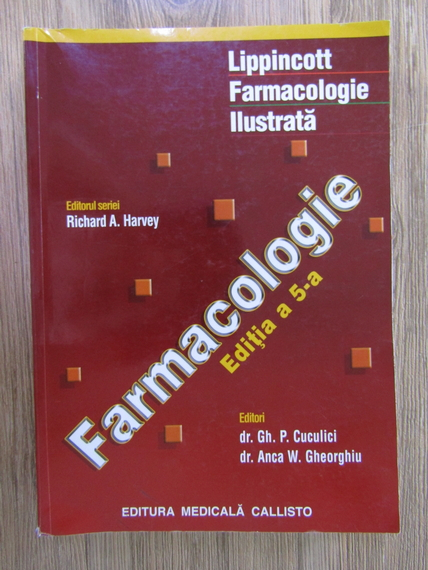 Lippincott
Farmacologie
Ilustrată
Editorul seriei
Richard A. Harvey
Farmacologie
Ediția a 5-a
Editori
dr. Gh. P. Cuculici
dr. Anca W. Gheorghiu
EDITURA MEDICALĂ CALLISTO